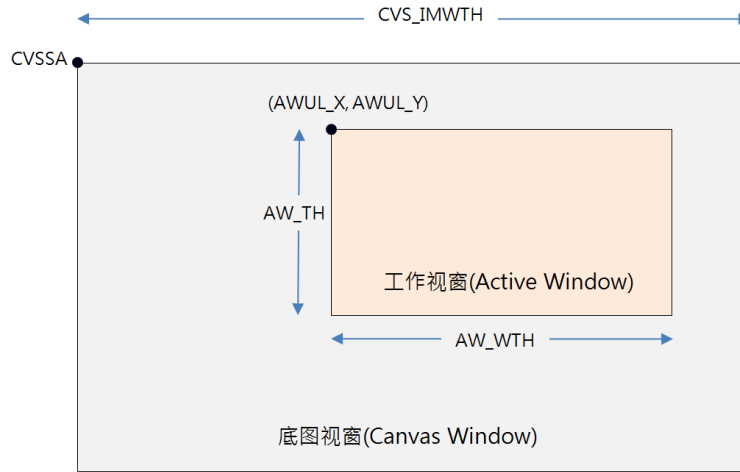 CVS_IMWTH
CVSSA
(AWUL_X, AWUL_Y)
AW_TH
工作视窗(Active Window)
AW_WTH
底图视窗(Canvas Window)